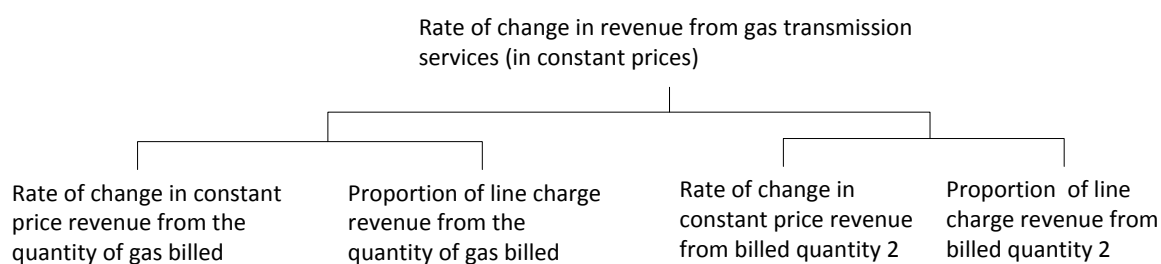 Rate of change in revenue from gas transmission
services (in constant prices)
Rate of change in constant
price revenue from the
quantity of gas billed
Proportion of line charge
revenue from the
quantity of gas billed
Rate of change in
constant price revenue
from billed quantity 2
Proportion of line
charge revenue from
billed quantity 2